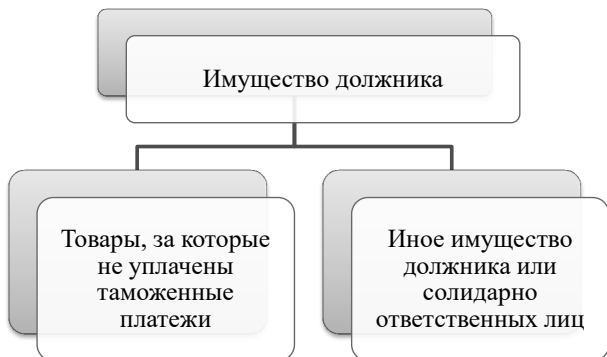 Имущество должника
Товары, за которые
не уплачены
таможенные
платежи
Иное имущество
должника или
солидарно
ответственных лиц